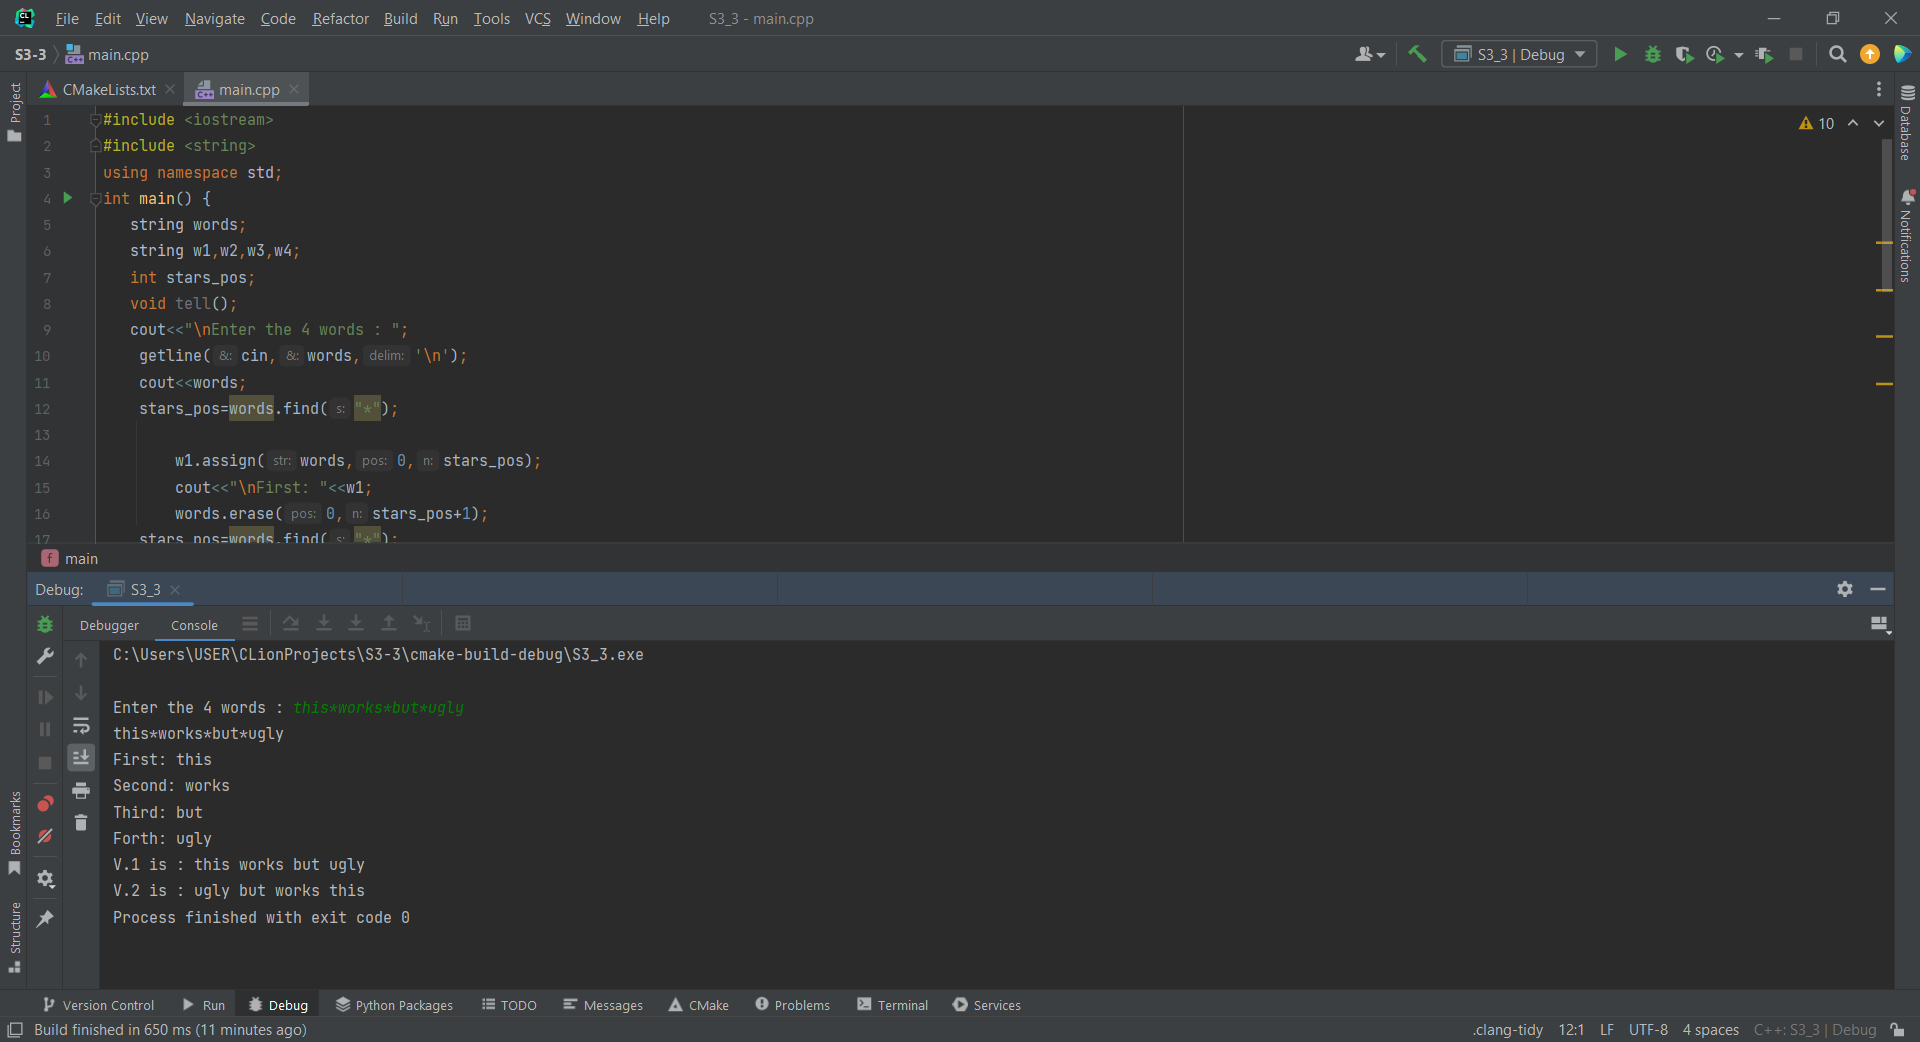 File Edit View Navigate Code Refactor Build Run Tools VCS Window Help S3_3 - main.cpp
S3-3 main.cpp S3_3 | Debug
CMakeLists.txt main.cpp
Project
Database
Notifications
10
1 #include <iostream>
2 #include <string>
3 using namespace std;
4 int main() {
5 string words;
6 string w1,w2,w3,w4;
7 int stars_pos;
8 void tell();
9 cout<<"\nEnter the 4 words : ";
10 getline( &: cin, &: words, delim: '\n');
11 cout<<words;
12 stars_pos=words.find( s: "*");
13
14 w1.assign( str: words, pos: 0, n: stars_pos);
15 cout<<"\nFirst: "<<w1;
16 words.erase( pos: 0, n: stars_pos+1);
17 stars_pos=words.find( s: "*");
f main
Debug: S3_3
Debugger Console
C:\Users\USER\CLionProjects\S3-3\cmake-build-debug\S3_3.exe
Enter the 4 words : this*works*but*ugly
this*works*but*ugly
First: this
Second: works
Third: but
Forth: ugly
V.1 is : this works but ugly
V.2 is : ugly but works this
Process finished with exit code 0
Bookmarks
Structure
Version Control Run Debug Python Packages TODO Messages CMake Problems Terminal Services
Build finished in 650 ms (11 minutes ago) .clang-tidy 12:1 LF UTF-8 4 spaces C++: S3_3 | Debug